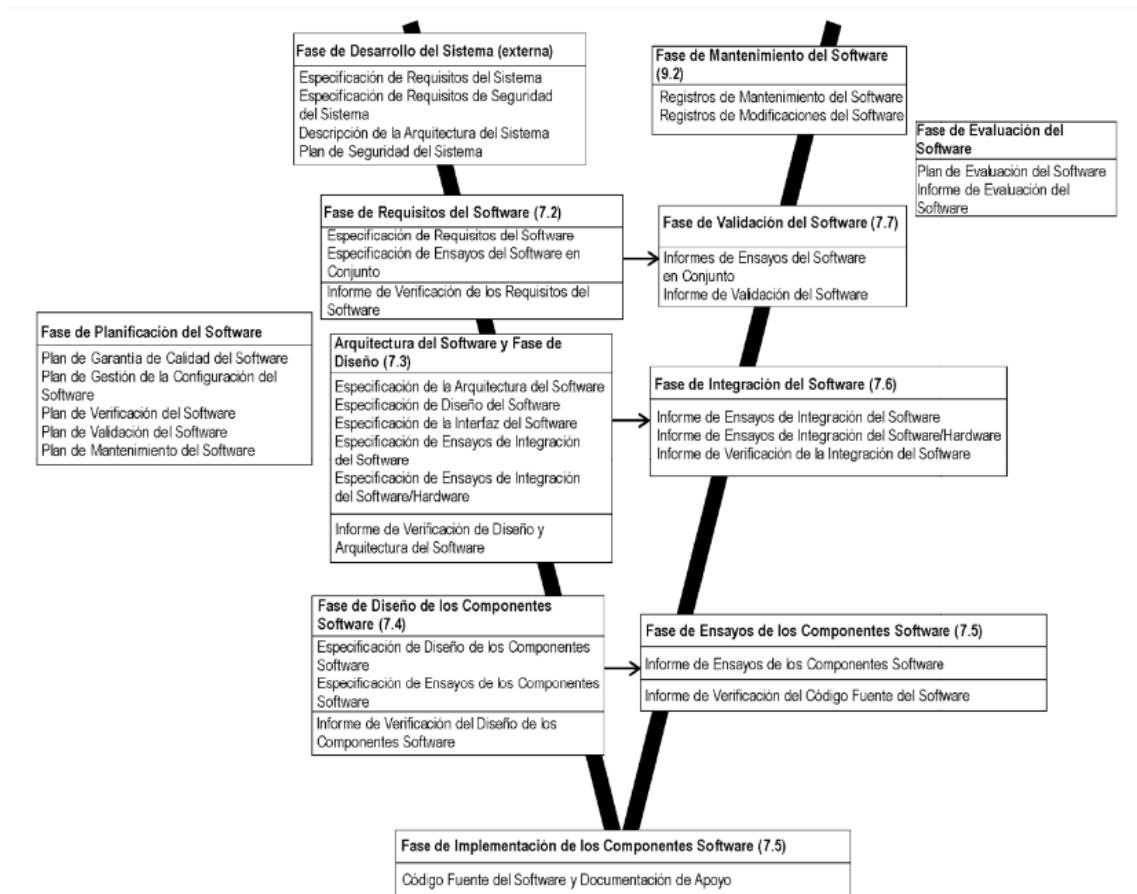 Fase de Desarrollo del Sistema (externa)
Especificación de Requisitos del Sistema
Especificación de Requisitos de Seguridad
del Sistema
Descripción de la Arquitectura del Sistema
Plan de Seguridad del Sistema
Fase de Mantenimiento del Software
(9.2)
Registros de Mantenimiento del Software
Registros de Modificaciones del Software
Fase de Evaluación del
Software
Plan de Evaluación del Software
Informe de Evaluación del
Software
Fase de Requisitos del Software (7.2)
Especificación de Requisitos del Software
Especificación de Ensayos del Software en
Conjunto
Informe de Verificación de los Requisitos del
Software
Fase de Validación del Software (7.7)
Informes de Ensayos del Software
en Conjunto
Informe de Validación del Software
Fase de Planificación del Software
Plan de Garantía de Calidad del Software
Plan de Gestión de la Configuración del
Software
Plan de Verificación del Software
Plan de Validación del Software
Plan de Mantenimiento del Software
Arquitectura del Software y Fase de
Diseño (7.3)
Especificación de la Arquitectura del Software
Especificación de Diseño del Software
Especificación de la Interfaz del Software
Especificación de Ensayos de Integración
del Software
Especificación de Ensayos de Integración
del Software/Hardware
Informe de Verificación de Diseño y
Arquitectura del Software
Fase de Integración del Software (7.6)
Informe de Ensayos de Integración del Software
Informe de Ensayos de Integración del Software/Hardware
Informe de Verificación de la Integración del Software
Fase de Diseño de los Componentes
Software (7.4)
Especificación de Diseño de los Componentes
Software
Especificación de Ensayos de los Componentes
Software
Informe de Verificación del Diseño de los
Componentes Software
Fase de Ensayos de los Componentes Software (7.5)
Informe de Ensayos de los Componentes Software
Informe de Verificación del Código Fuente del Software
Fase de Implementación de los Componentes Software (7.5)
Código Fuente del Software y Documentación de Apoyo